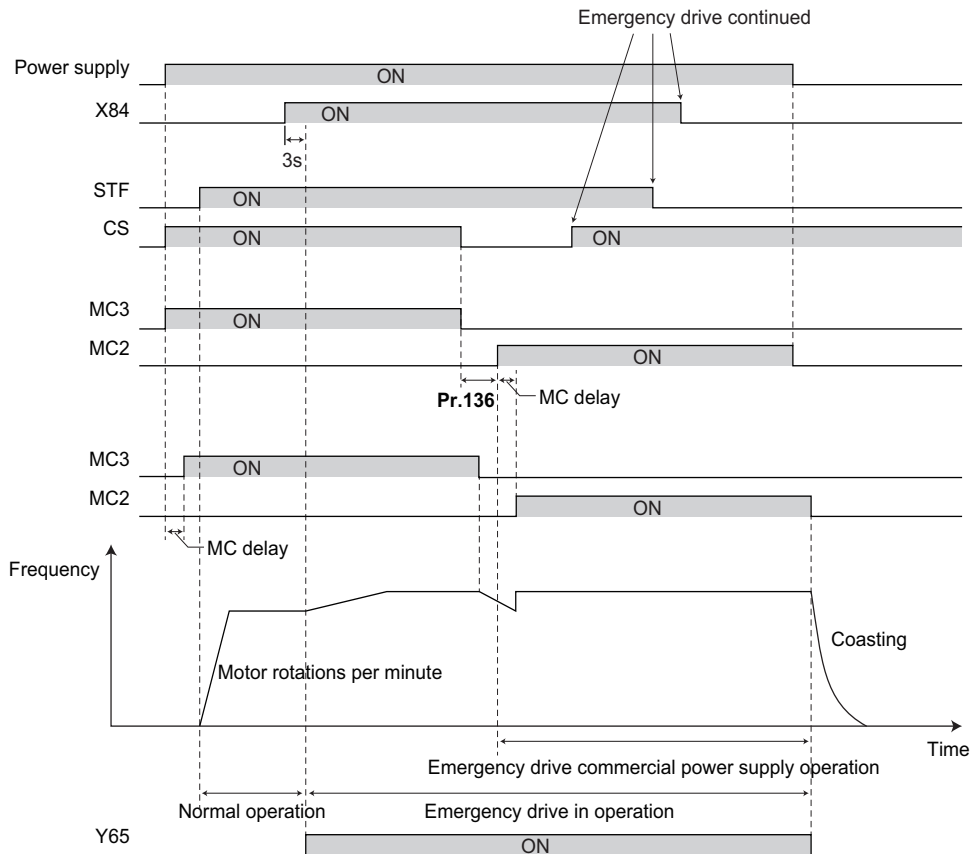 Emergency drive continued
Power supply
ON
X84
ON
3s
STF
ON
CS
ON
ON
MC3
ON
MC2
ON
Pr.136
MC delay
MC3
ON
MC2
ON
MC delay
Frequency
Coasting
Motor rotations per minute
Time
Emergency drive commercial power supply operation
Normal operation
Emergency drive in operation
Y65
ON